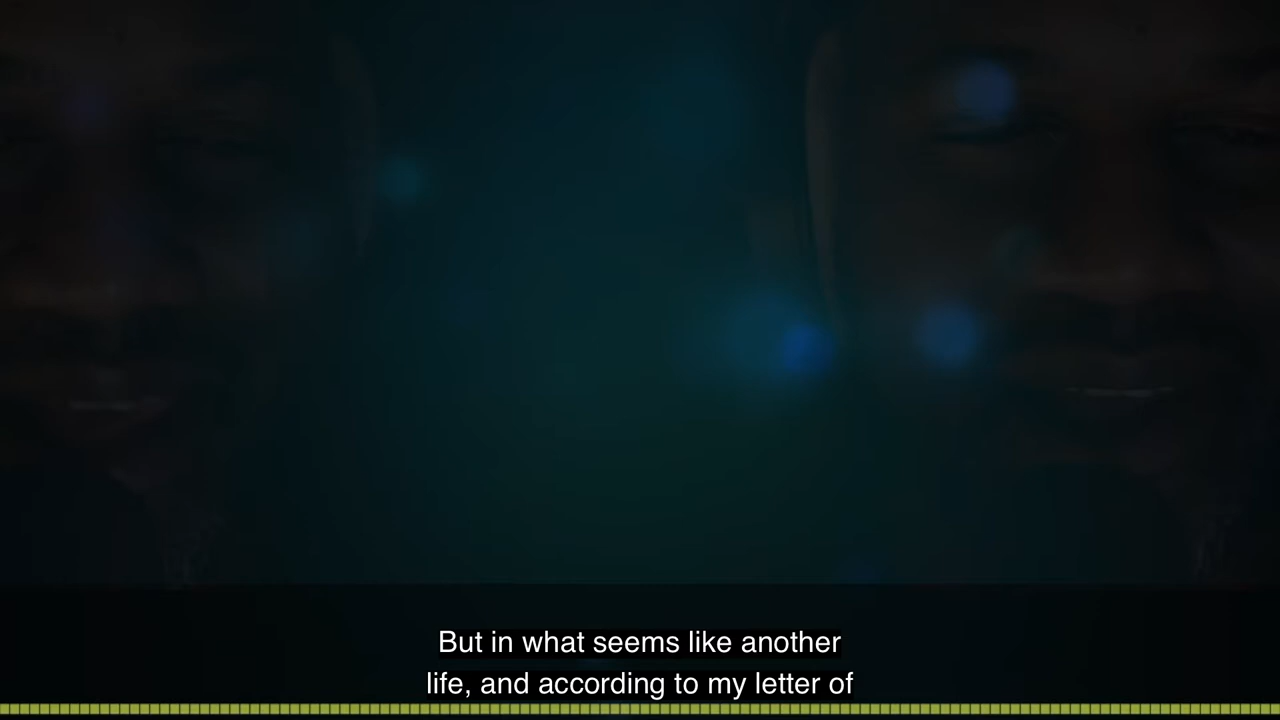 But in what seems like another
life, and according to my letter of